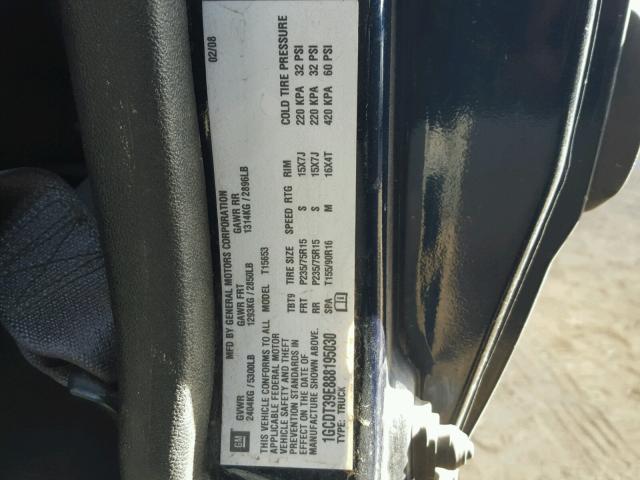 GM MFD BY GENERAL MOTORS CORPORATION 02/08
GVWR GAWR FRT GAWR RR
2404KG / 5300LB 1293KG / 2850LB 1314KG / 2896LB
THIS VEHICLE CONFORMS TO ALL MODEL T15653
APPLICABLE FEDERAL MOTOR
VEHICLE SAFETY AND THEFT
PREVENTION STANDARDS IN
EFFECT ON THE DATE OF
MANUFACTURE SHOWN ABOVE.
1GCDT39E888195030
TYPE: TRUCK
TBT9 TIRE SIZE SPEED RTG RIM COLD TIRE PRESSURE
FRT P235/75R15 S 15X7J 220 KPA 32 PSI
RR P235/75R15 S 15X7J 220 KPA 32 PSI
SPA T155/90R16 M 16X4T 420 KPA 60 PSI